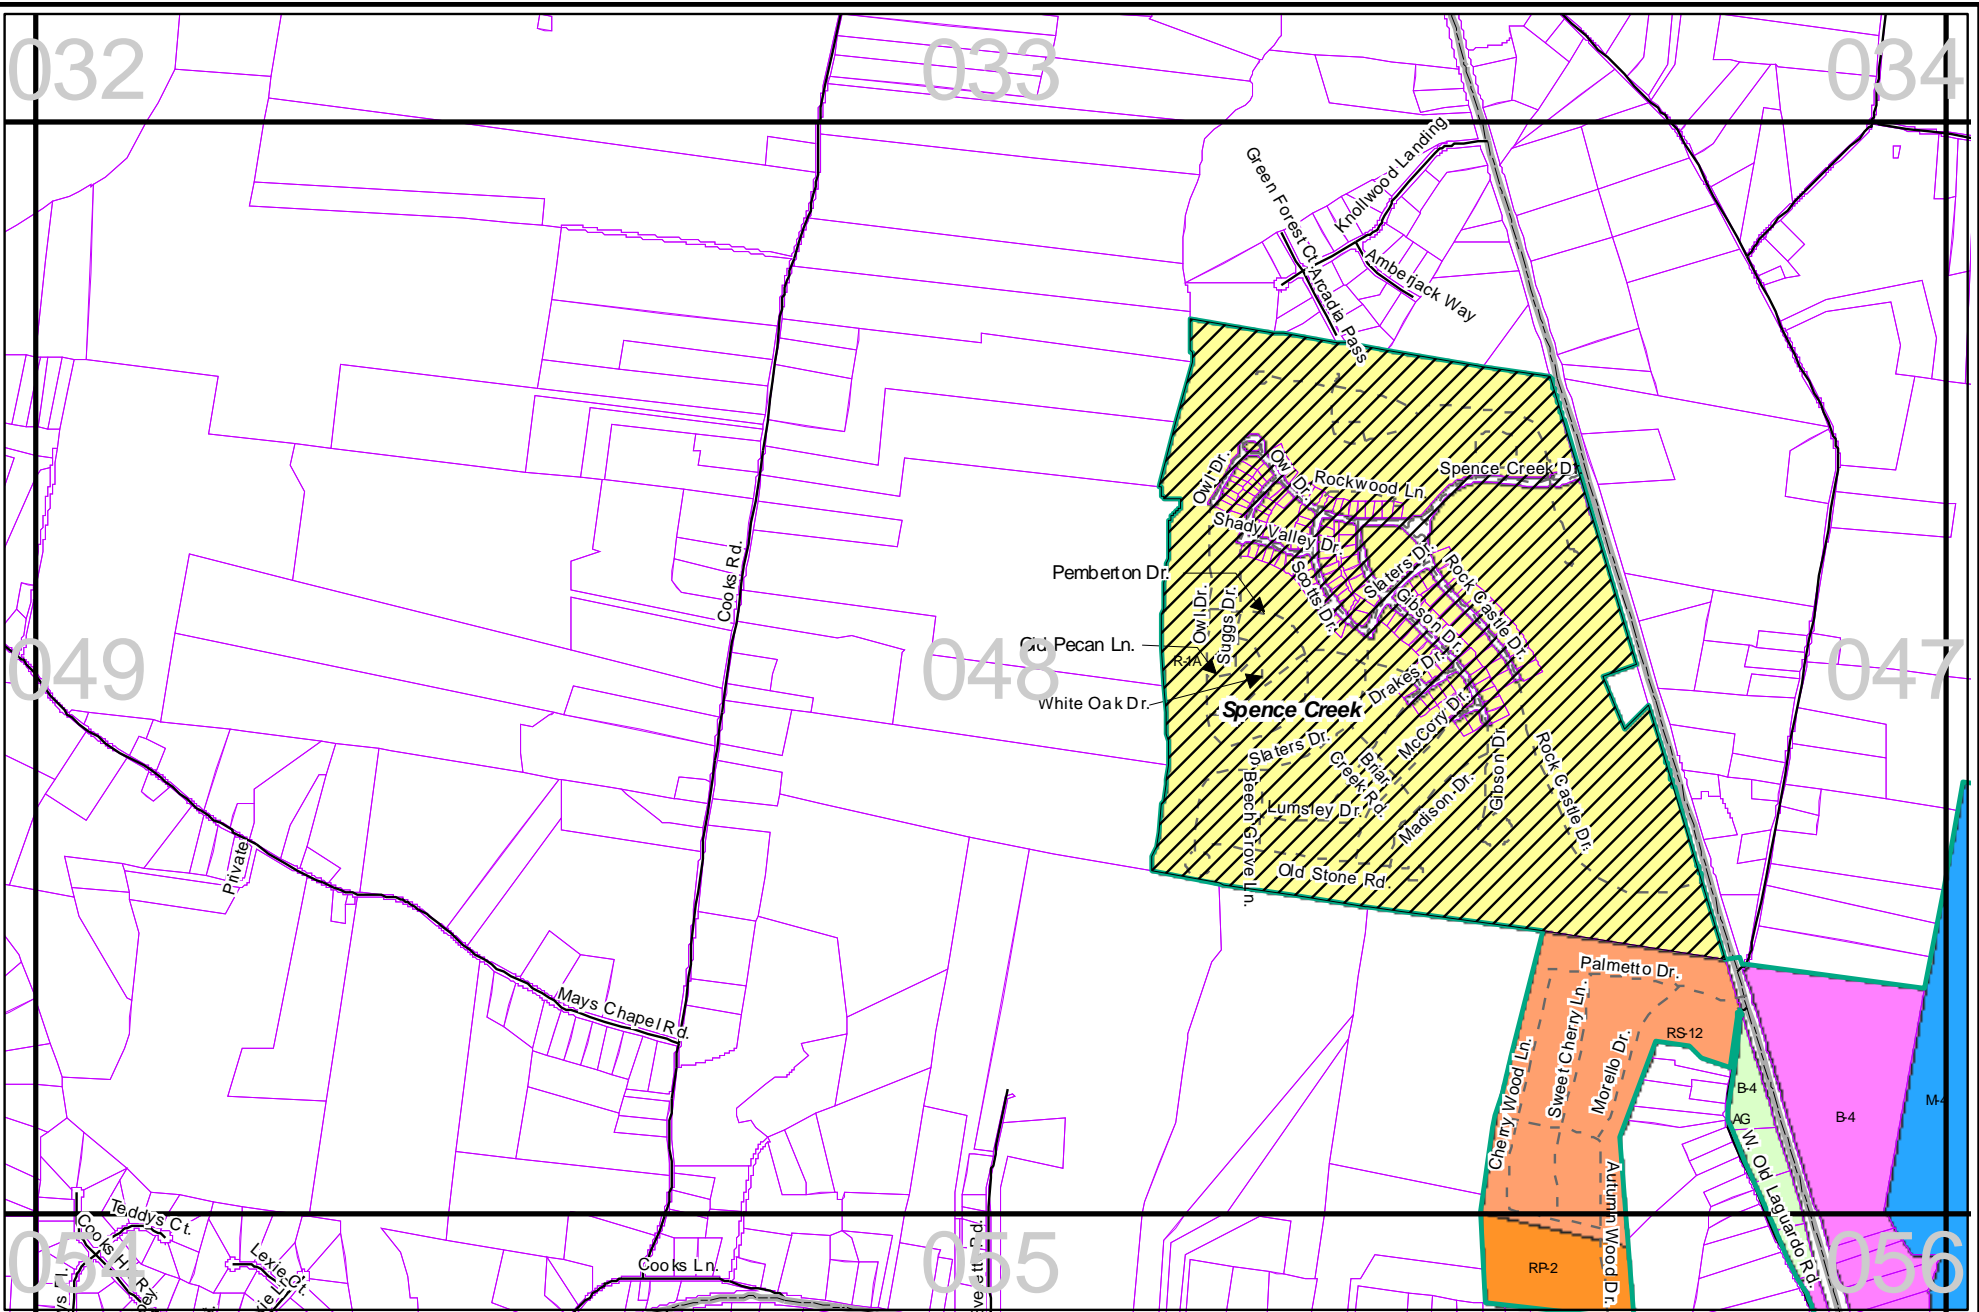 032
033
034
Knollwood Landing
Green Forest Ct.
Arcadia Pass
Amberjack Way
Spence Creek D
Owl Dr.
Owl Dr.
Rockwood Ln.
Shady Valley Dr.
Slaters Dr.
Rock Castle Dr.
Scotts Dr.
Gibson Dr.
Cooks Rd.
Pemberton Dr.
Owl Dr.
Suggs Dr.
Old Pecan Ln.
R-1A
049
048
047
White Oak Dr.
Spence Creek
Drakes Dr.
McCory Dr.
Slaters Dr.
Briar
Creek Rd.
Gibson Dr.
Rock Castle Dr.
Madison Dr.
Beech Grove Ln.
Lumsley Dr.
Old Stone Rd.
Private
Mays Chapel Rd.
Palmetto Dr.
Sweet Cherry Ln.
RS-12
Cherry Wood Ln.
Morello Dr.
B-4
AG
B-4
M-4
W. Old Laguardo Rd.
Autumn Wood Dr.
Teddys Ct.
Lexie Ct.
Cooks Ln.
054
055
056
RP-2